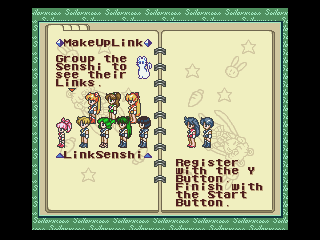 MakeUpLink
Group the
Senshi to
see their
Links.
LinkSenshi
Register
with the Y
Button.
Finish with
the Start
Button.